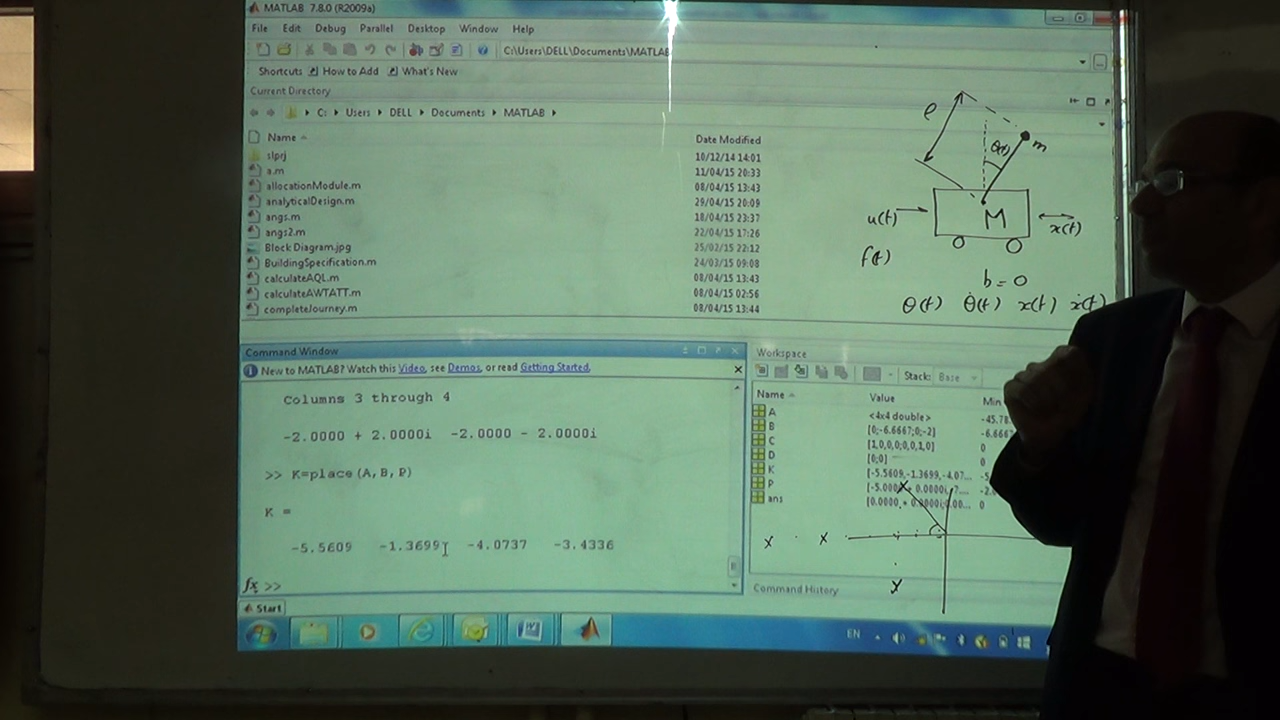 MATLAB 7.8.0 (R2009a)
File Edit Debug Parallel Desktop Window Help
C:\Users\DELL\Documents\MATLAB
Shortcuts How to Add What's New
Current Directory
C: Users DELL Documents MATLAB
Name Date Modified
slprj 10/12/14 14:01
a.m 11/04/15 20:33
allocationModule.m 08/04/15 13:43
analyticalDesign.m 29/04/15 20:09
angs.m 18/04/15 23:37
angs2.m 22/04/15 17:26
Block Diagram.jpg 25/02/15 22:12
BuildingSpecification.m 24/03/15 09:08
calculateAQL.m 08/04/15 13:43
calculateAWTATT.m 08/04/15 02:56
completeJourney.m 08/04/15 13:44
ℓ
θ(t)
m
u(t) M x(t)
f(t)
b = 0
θ(t) θ̇(t) x(t) ẋ(t)
Command Window
New to MATLAB? Watch this Video, see Demos, or read Getting Started.
Columns 3 through 4
-2.0000 + 2.0000i -2.0000 - 2.0000i
>> K=place(A,B,P)
K =
-5.5609 -1.3699 -4.0737 -3.4336
fx >>
Workspace
Stack: Base
Name Value Min
A <4x4 double> -45.78
B [0;-6.6667;0;-2] -6.6667
C [1,0,0,0;0,0,1,0] 0
D [0;0] 0
K [-5.5609,-1.3699,-4.07...
P
ans
x x x
x
Command History
Start
EN